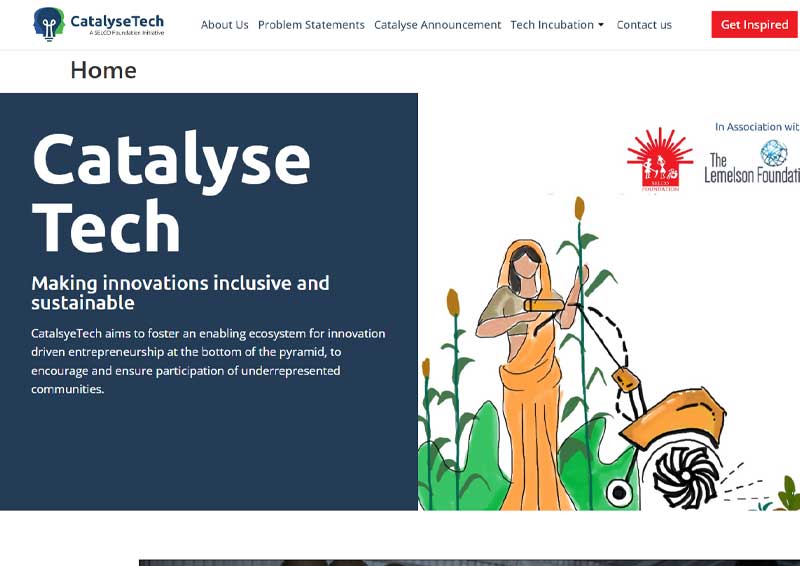 CatalyseTech
A SELCO Foundation Initiative
About Us
Problem Statements
Catalyse Announcement
Tech Incubation
Contact us
Get Inspired
Home
Catalyse
Tech
Making innovations inclusive and
sustainable
CatalsyeTech aims to foster an enabling ecosystem for innovation
driven entrepreneurship at the bottom of the pyramid, to
encourage and ensure participation of underrepresented
communities.
In Association wit
SELCO
FOUNDATION
The
Lemelson Foundati